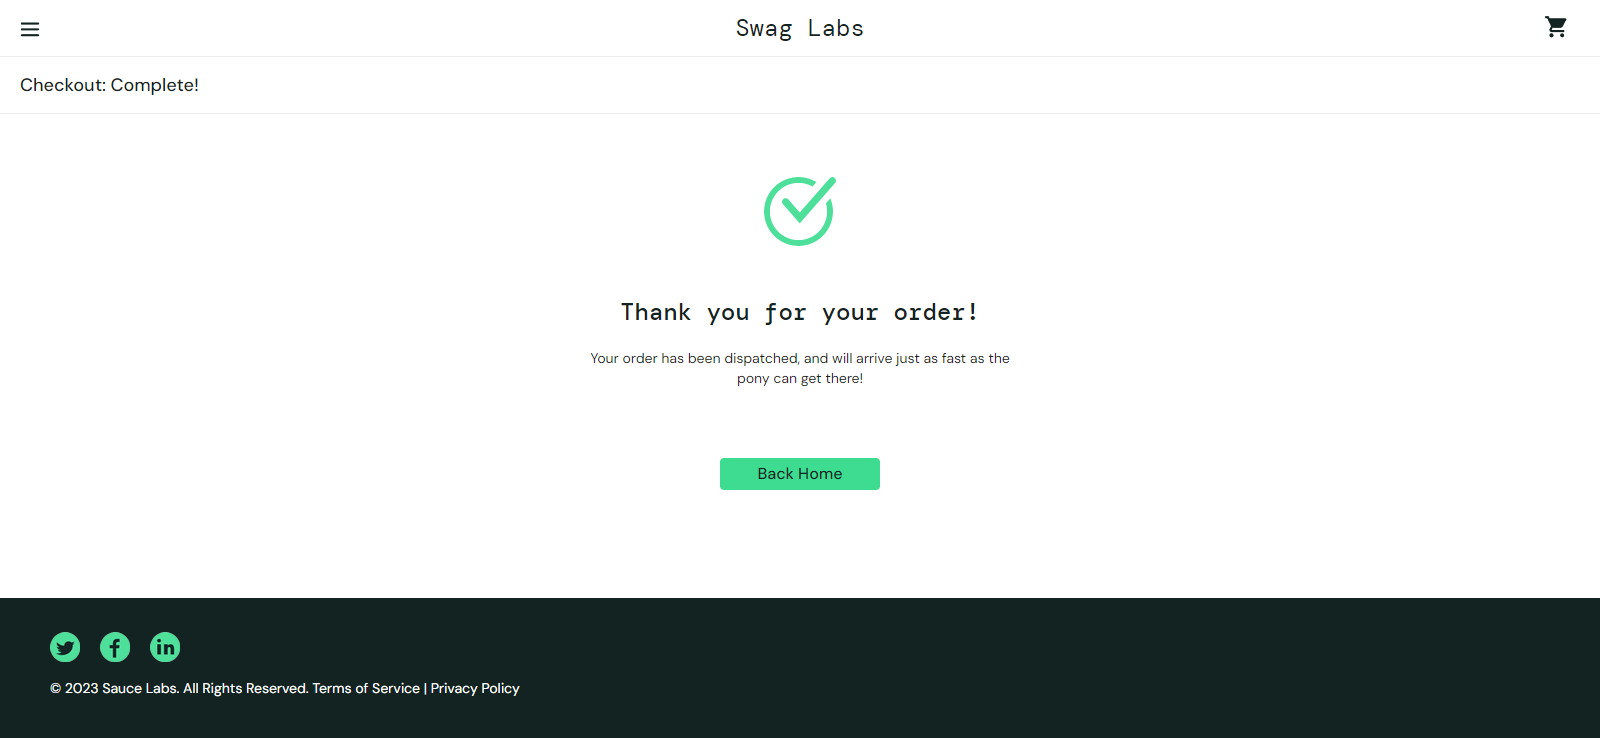 Swag Labs
Checkout: Complete!
Thank you for your order!
Your order has been dispatched, and will arrive just as fast as the
pony can get there!
Back Home
© 2023 Sauce Labs. All Rights Reserved. Terms of Service | Privacy Policy